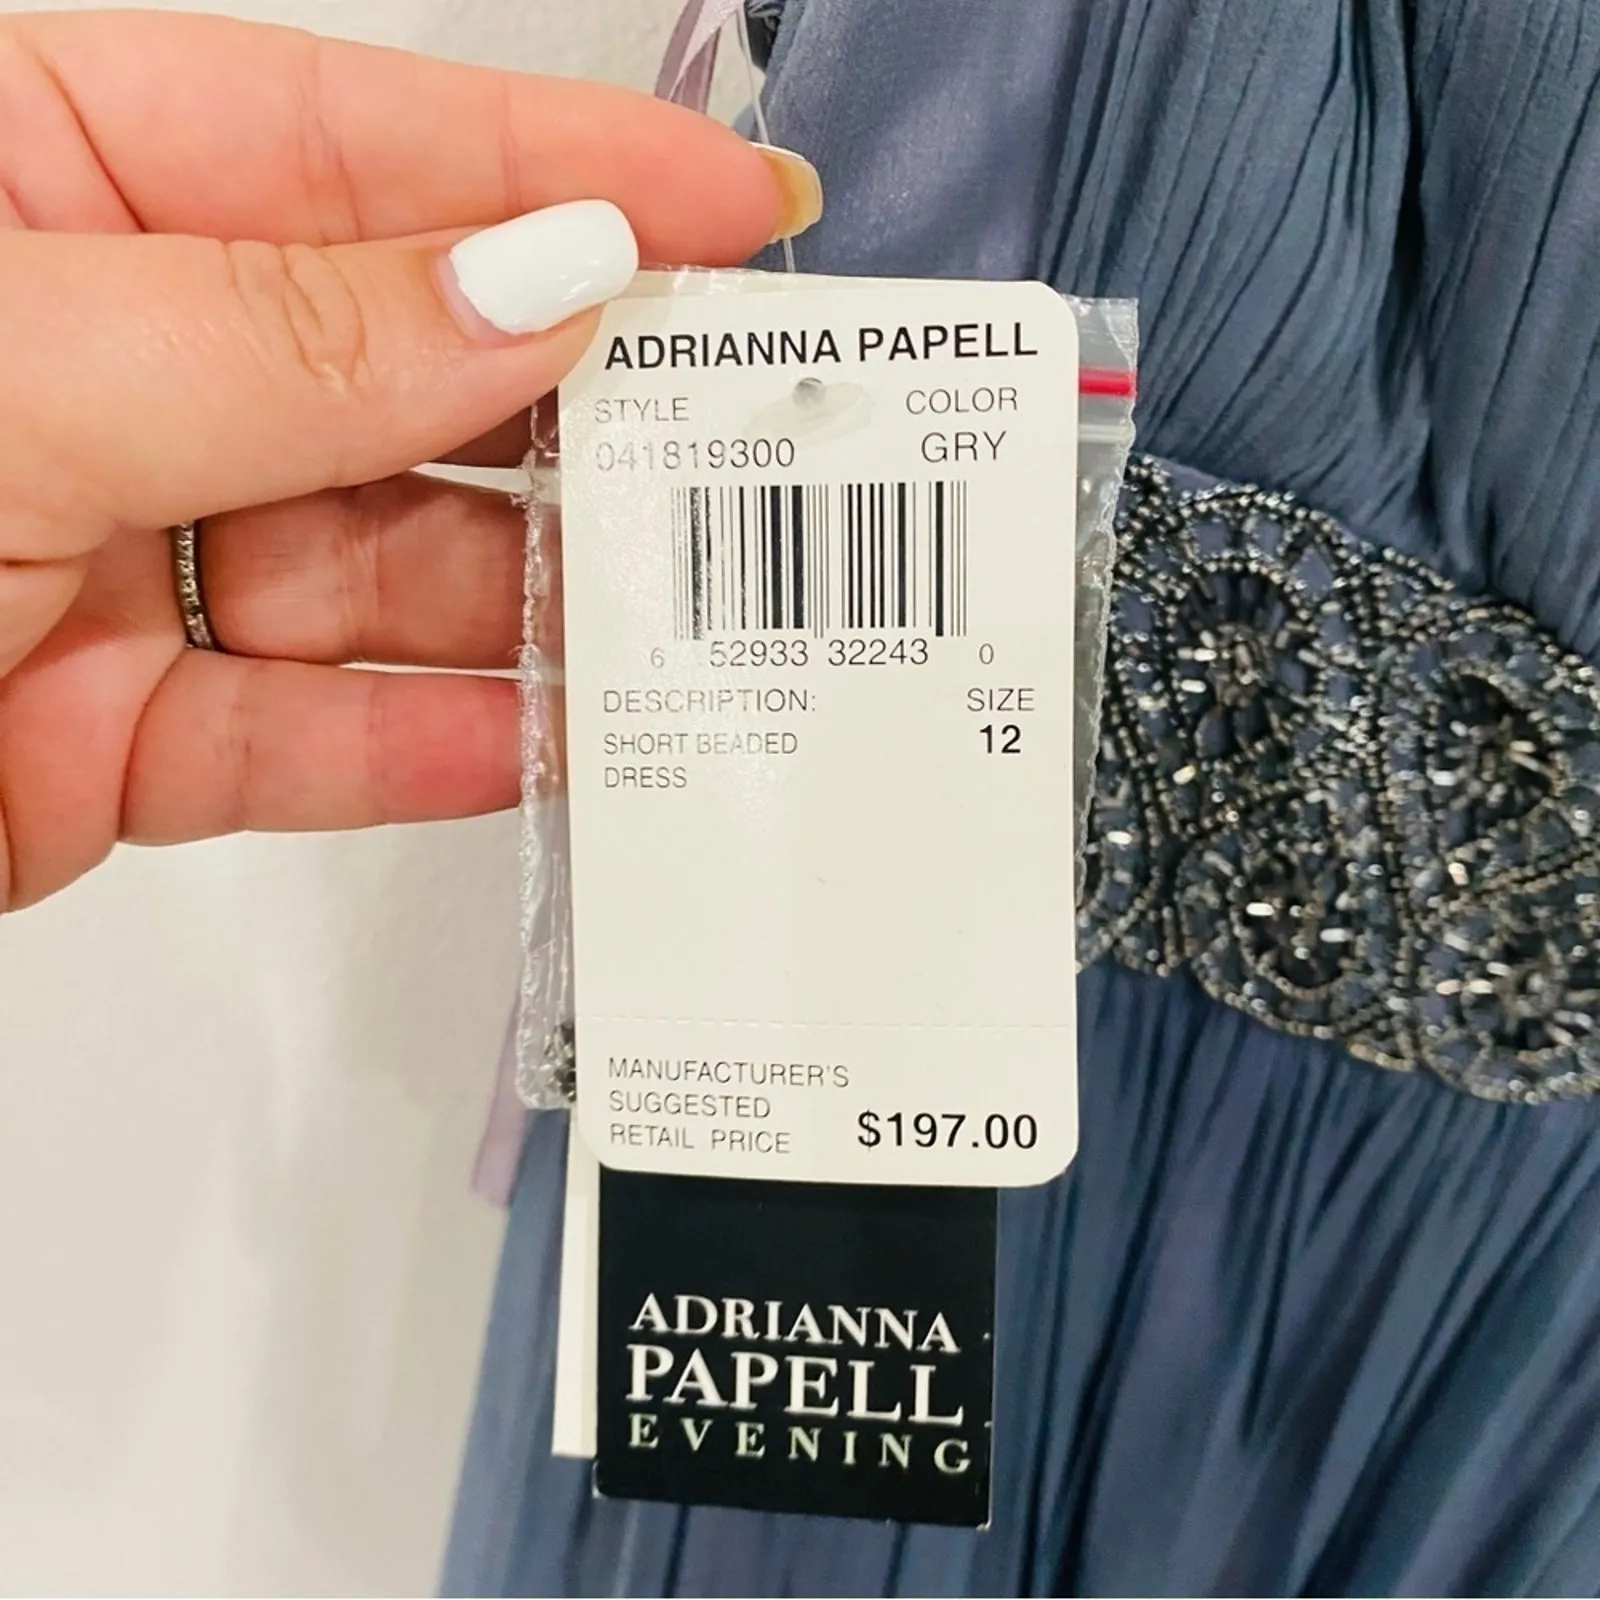 ADRIANNA PAPELL
STYLE COLOR
041819300 GRY
6 52933 32243 0
DESCRIPTION: SIZE
SHORT BEADED 12
DRESS
MANUFACTURER'S
SUGGESTED
RETAIL PRICE $197.00
ADRIANNA
PAPELL
EVENING